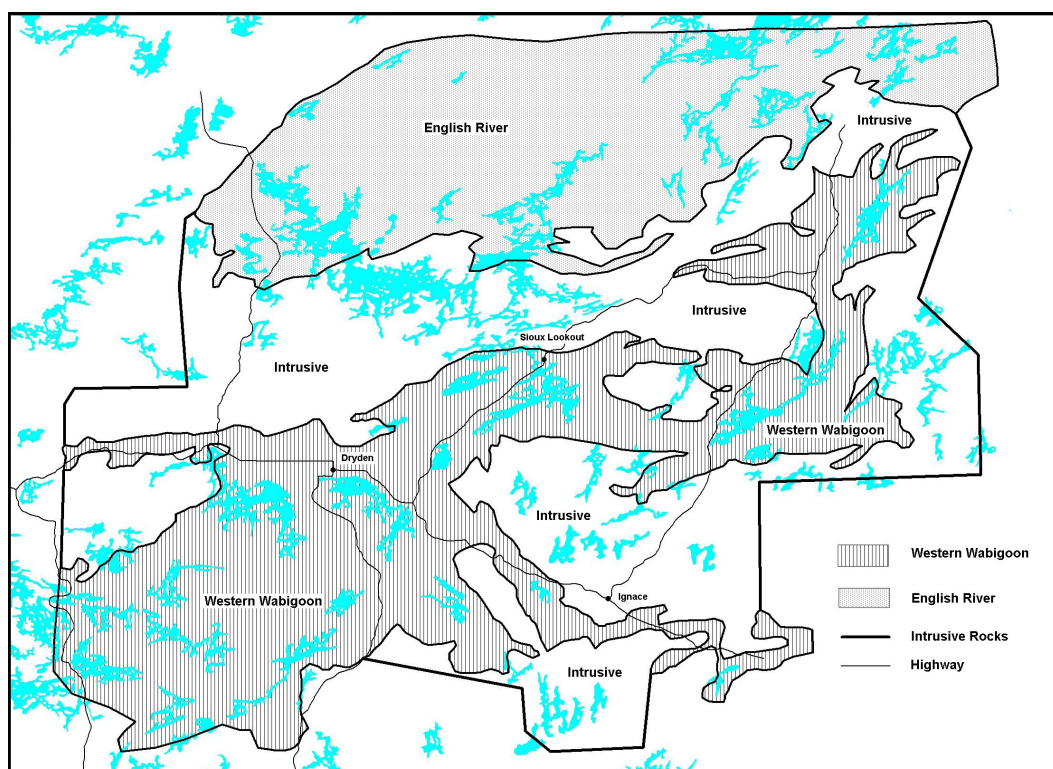 English River
Intrusive
Intrusive
Sioux Lookout
Intrusive
Western Wabigoon
Dryden
Intrusive
Western Wabigoon
Ignace
Intrusive
Western Wabigoon
English River
Intrusive Rocks
Highway